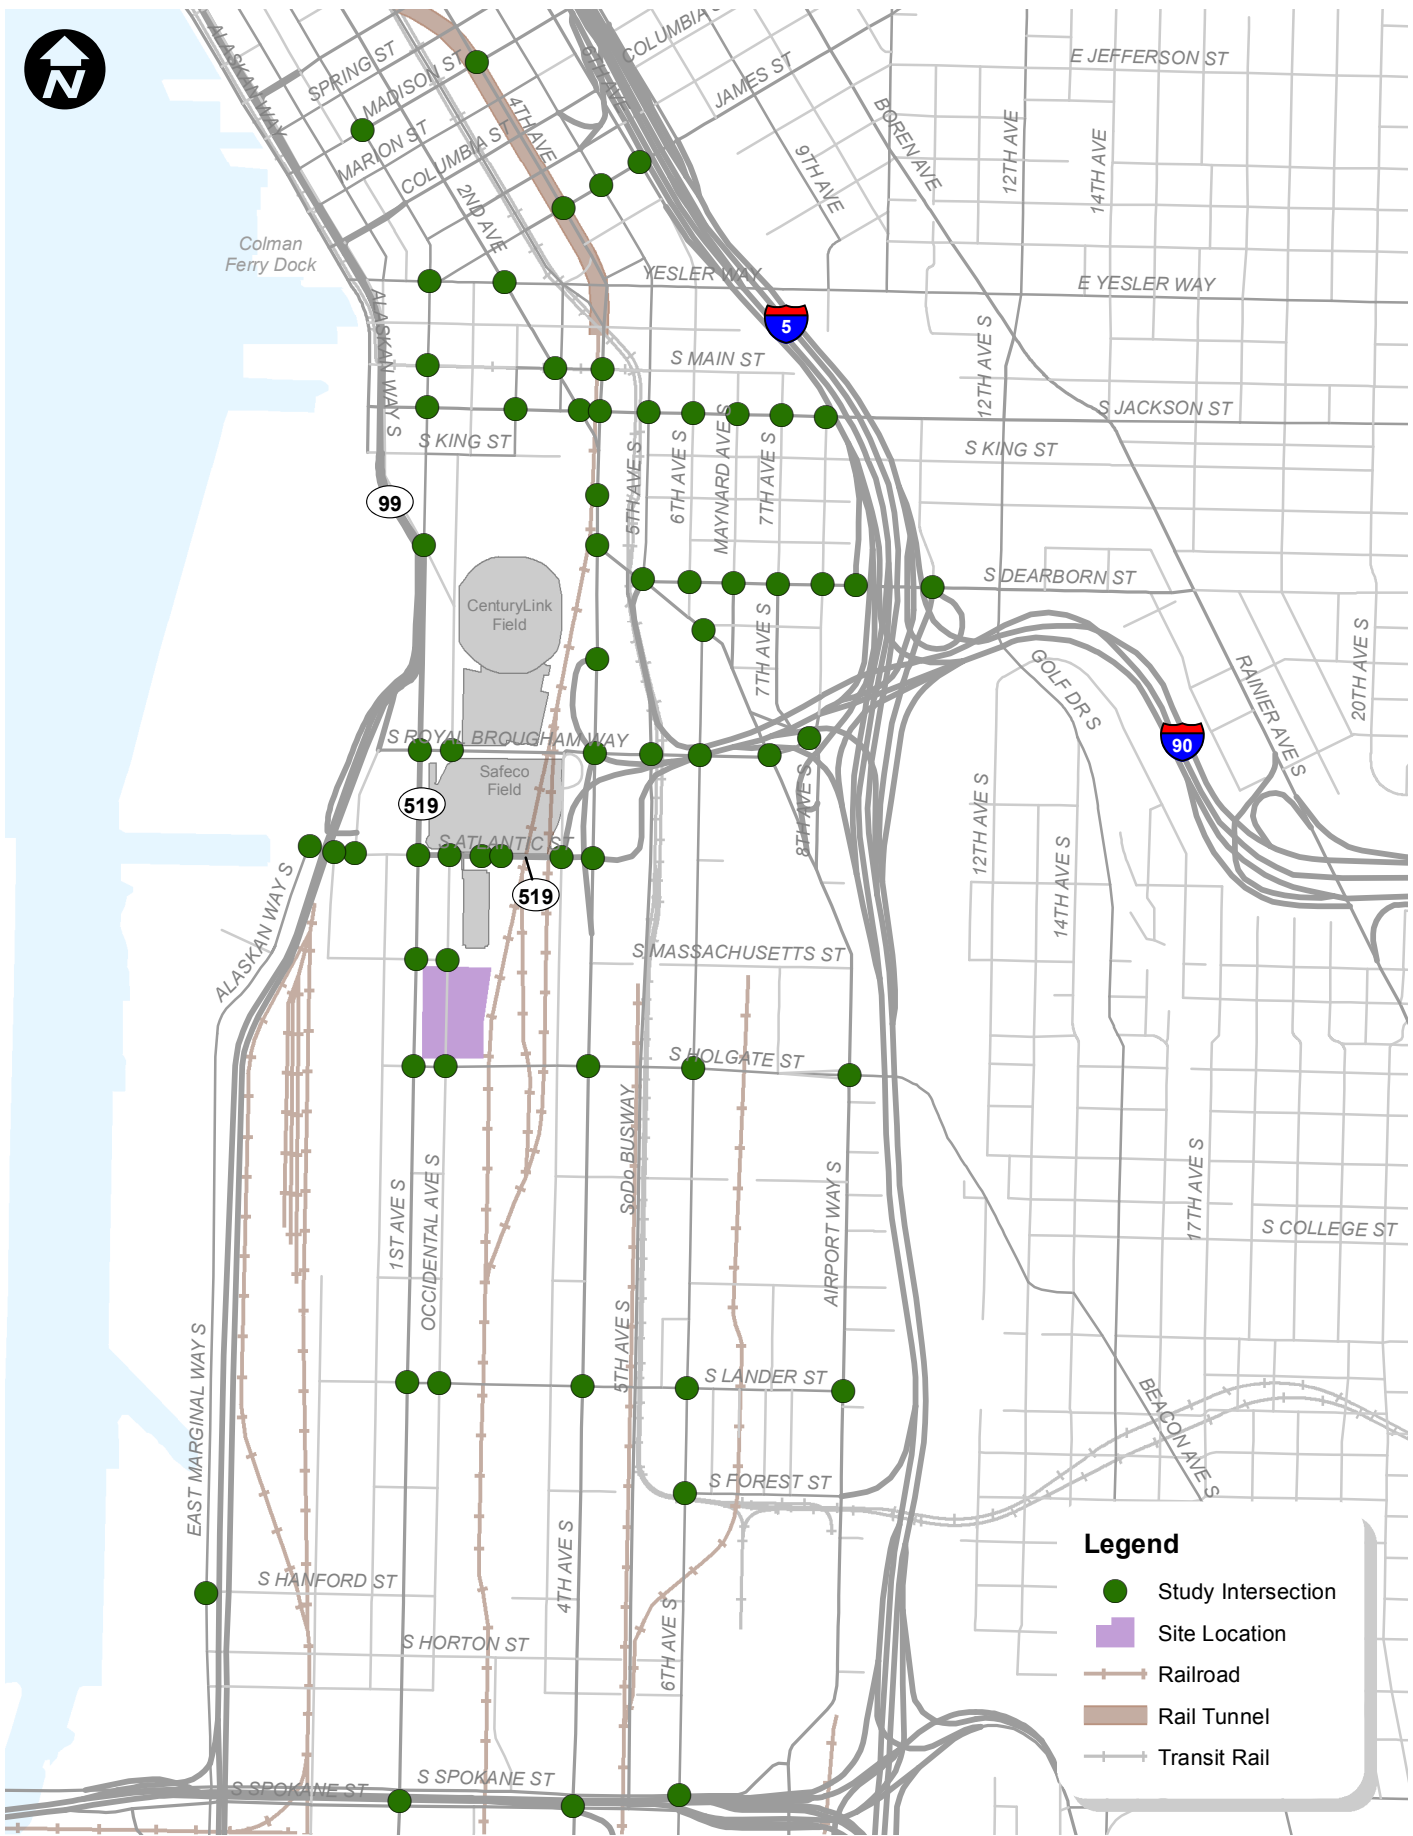 N
ALASKAN WAY
SPRING ST
MADISON ST
MARION ST
COLUMBIA ST
4TH AVE
6TH AVE
COLUMBIA S
JAMES ST
2ND AVE
9TH AVE
BOREN AVE
12TH AVE
14TH AVE
E JEFFERSON ST
Colman
Ferry Dock
YESLER WAY
E YESLER WAY
5
ALASKAN WAY S
S MAIN ST
12TH AVE S
S JACKSON ST
S KING ST
S KING ST
5TH AVE S
6TH AVE S
MAYNARD AVE S
7TH AVE S
99
S DEARBORN ST
CenturyLink
Field
7TH AVE S
GOLF DR S
RAINIER AVE S
20TH AVE S
90
S ROYAL BROUGHAM WAY
Safeco
Field
519
8TH AVE S
12TH AVE S
14TH AVE S
S ATLANTIC ST
519
ALASKAN WAY S
S MASSACHUSETTS ST
S HOLGATE ST
SoDo BUSWAY
1ST AVE S
OCCIDENTAL AVE S
AIRPORT WAY S
17TH AVE S
S COLLEGE ST
5TH AVE S
EAST MARGINAL WAY S
S LANDER ST
BEACON AVE S
S FOREST ST
4TH AVE S
S HANFORD ST
6TH AVE S
S HORTON ST
S SPOKANE ST
S SPOKANE ST
Legend
Study Intersection
Site Location
Railroad
Rail Tunnel
Transit Rail